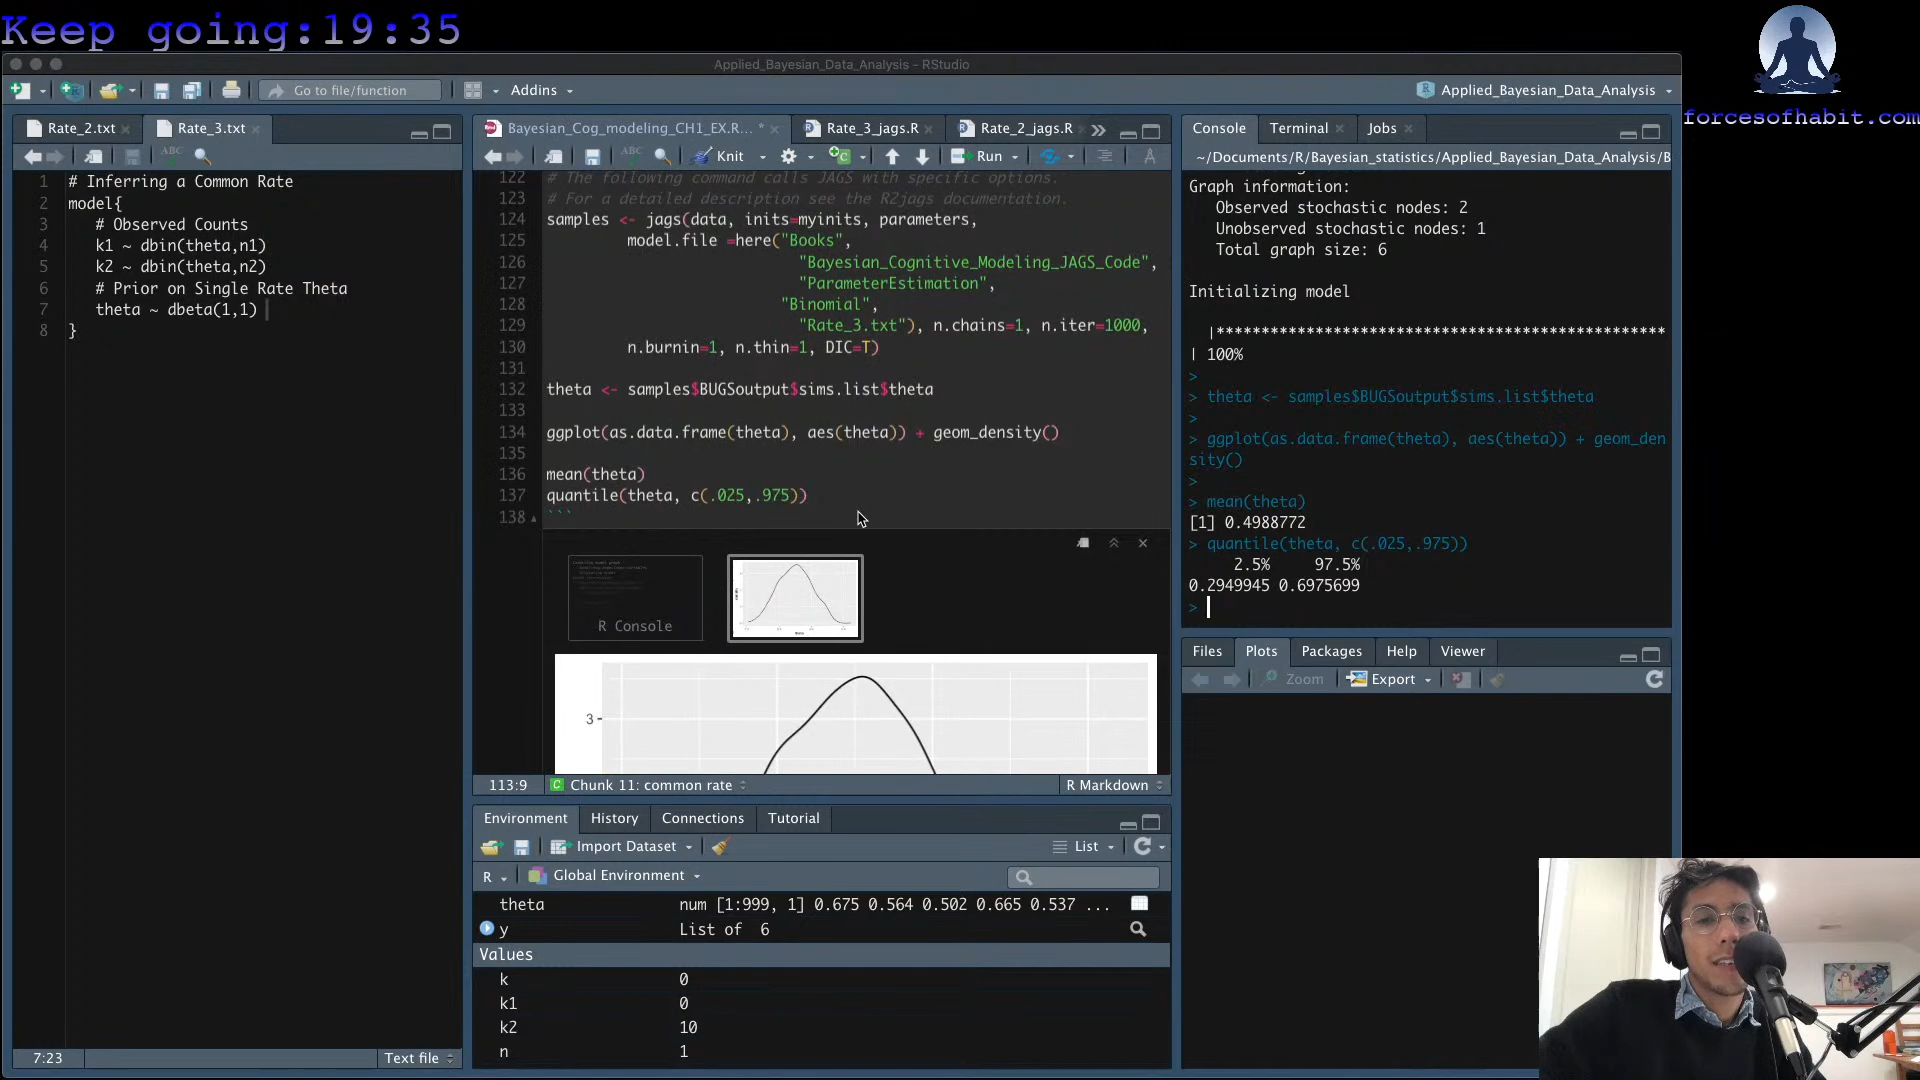 Keep going:19:35
forcesofhabit.com
Applied_Bayesian_Data_Analysis – RStudio
Go to file/function
Addins
Applied_Bayesian_Data_Analysis
Rate_2.txt
Rate_3.txt
1 # Inferring a Common Rate
2 model{
3 # Observed Counts
4 k1 ~ dbin(theta,n1)
5 k2 ~ dbin(theta,n2)
6 # Prior on Single Rate Theta
7 theta ~ dbeta(1,1)
8 }
7:23
Text file
Bayesian_Cog_modeling_CH1_EX.R... *
Rate_3_jags.R
Rate_2_jags.R
ABC
Knit
Run
122 # The following command calls JAGS with specific options.
123 # For a detailed description see the R2jags documentation.
124 samples <- jags(data, inits=myinits, parameters,
125 model.file =here("Books",
126 "Bayesian_Cognitive_Modeling_JAGS_Code",
127 "ParameterEstimation",
128 "Binomial",
129 "Rate_3.txt"), n.chains=1, n.iter=1000,
130 n.burnin=1, n.thin=1, DIC=T)
131
132 theta <- samples$BUGSoutput$sims.list$theta
133
134 ggplot(as.data.frame(theta), aes(theta)) + geom_density()
135
136 mean(theta)
137 quantile(theta, c(.025,.975))
138 ```
R Console
3
113:9
Chunk 11: common rate
R Markdown
Environment
History
Connections
Tutorial
Import Dataset
List
R
Global Environment
theta num [1:999, 1] 0.675 0.564 0.502 0.665 0.537 ...
y List of 6
Values
k 0
k1 0
k2 10
n 1
Console
Terminal
Jobs
~/Documents/R/Bayesian_statistics/Applied_Bayesian_Data_Analysis/B
Graph information:
Observed stochastic nodes: 2
Unobserved stochastic nodes: 1
Total graph size: 6
Initializing model
|**************************************************
| 100%
>
> theta <- samples$BUGSoutput$sims.list$theta
>
> ggplot(as.data.frame(theta), aes(theta)) + geom_den
sity()
>
> mean(theta)
[1] 0.4988772
> quantile(theta, c(.025,.975))
2.5% 97.5%
0.2949945 0.6975699
>
Files
Plots
Packages
Help
Viewer
Zoom
Export